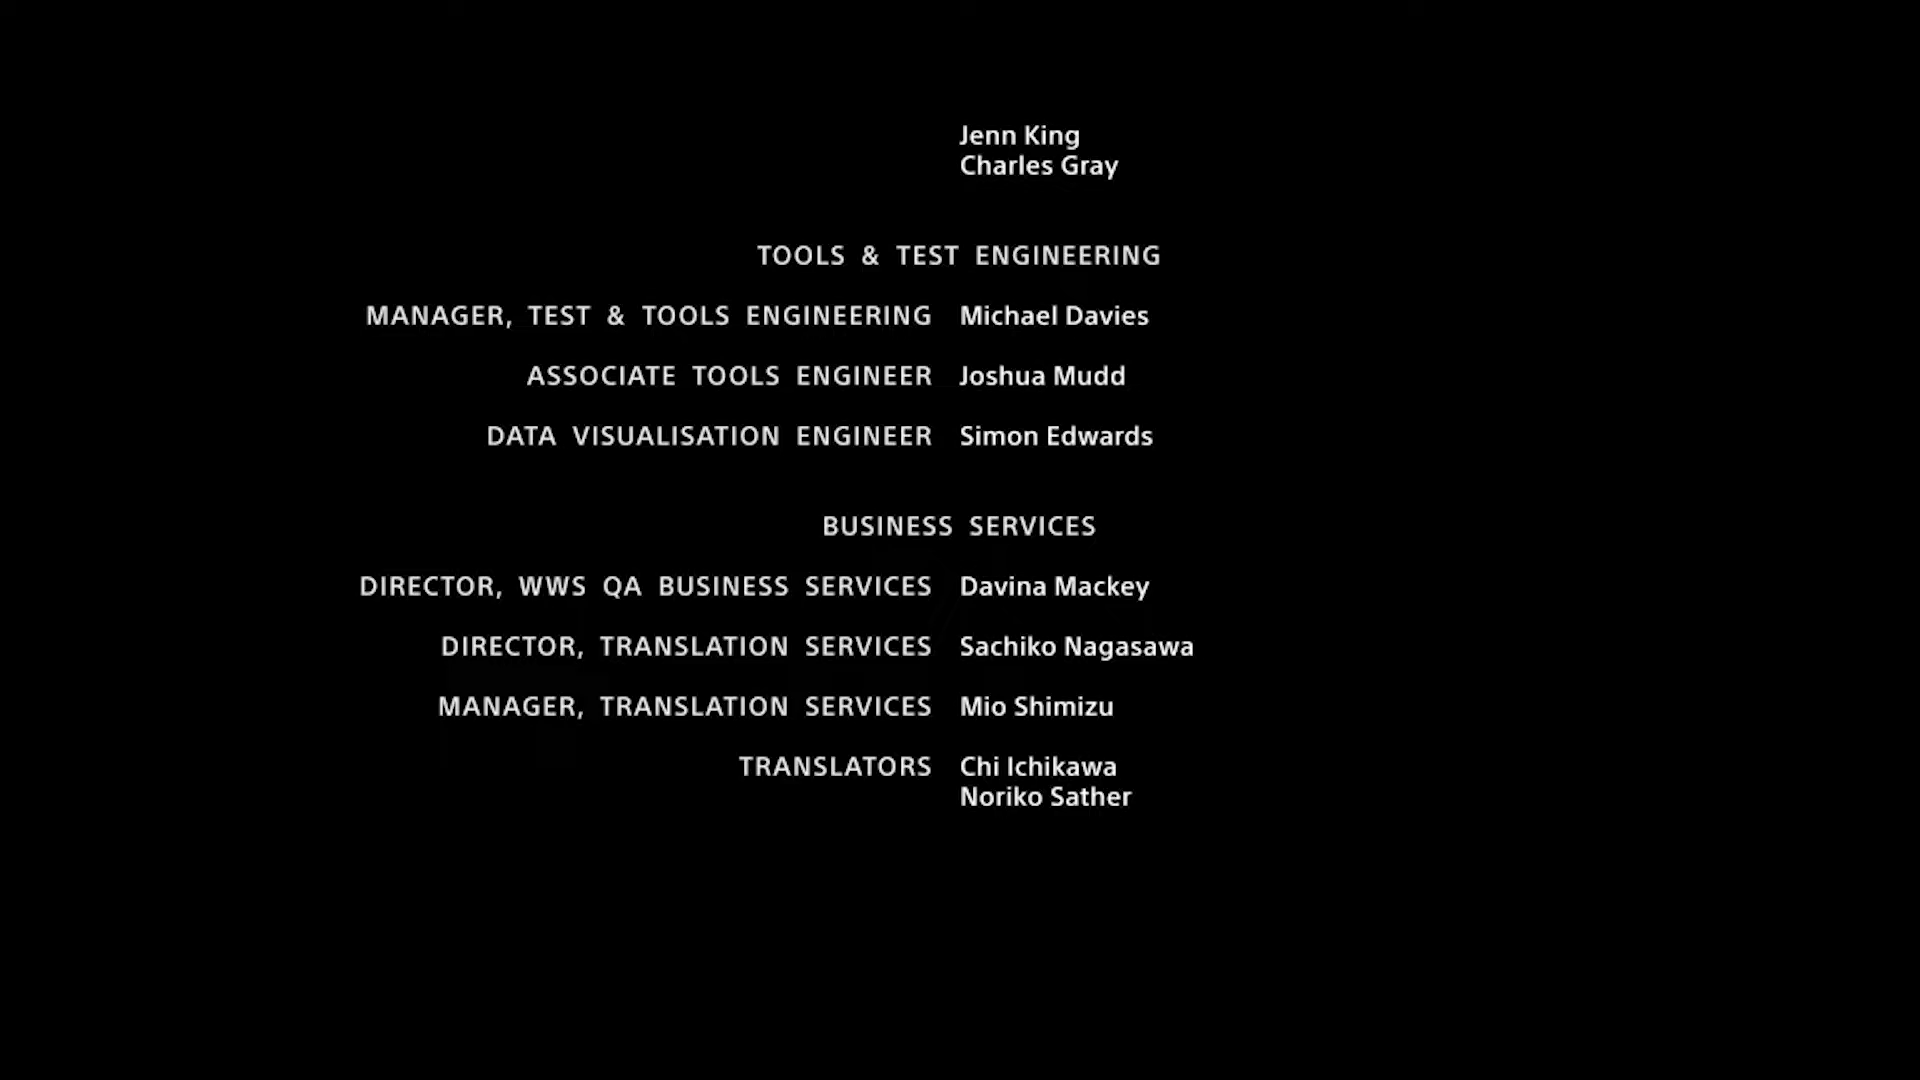 Jenn King
Charles Gray
TOOLS & TEST ENGINEERING
MANAGER, TEST & TOOLS ENGINEERING Michael Davies
ASSOCIATE TOOLS ENGINEER Joshua Mudd
DATA VISUALISATION ENGINEER Simon Edwards
BUSINESS SERVICES
DIRECTOR, WWS QA BUSINESS SERVICES Davina Mackey
DIRECTOR, TRANSLATION SERVICES Sachiko Nagasawa
MANAGER, TRANSLATION SERVICES Mio Shimizu
TRANSLATORS Chi Ichikawa
Noriko Sather